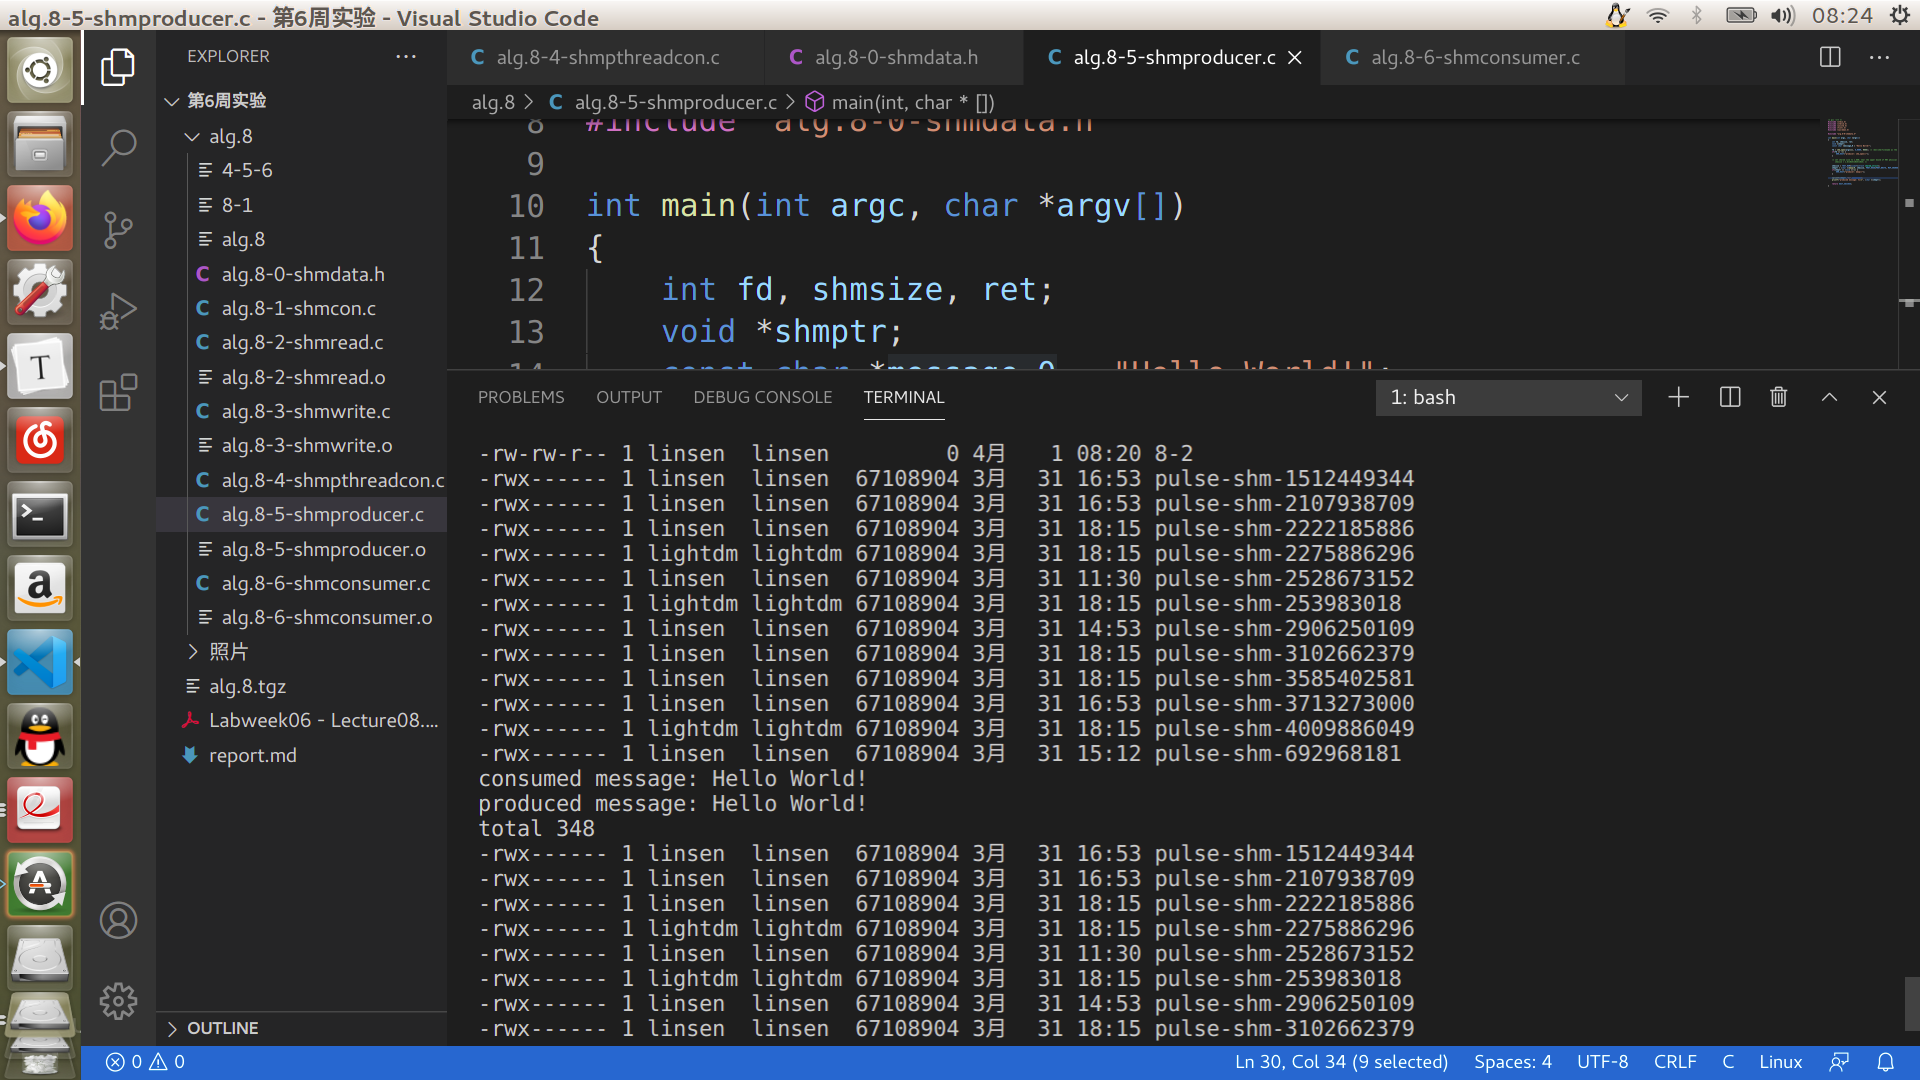 alg.8-5-shmproducer.c - 第6周实验 - Visual Studio Code
08:24
EXPLORER
第6周实验
alg.8
4-5-6
8-1
alg.8
alg.8-0-shmdata.h
alg.8-1-shmcon.c
alg.8-2-shmread.c
alg.8-2-shmread.o
alg.8-3-shmwrite.c
alg.8-3-shmwrite.o
alg.8-4-shmpthreadcon.c
alg.8-5-shmproducer.c
alg.8-5-shmproducer.o
alg.8-6-shmconsumer.c
alg.8-6-shmconsumer.o
照片
alg.8.tgz
Labweek06 - Lecture08....
report.md
OUTLINE
alg.8-4-shmpthreadcon.c
alg.8-0-shmdata.h
alg.8-5-shmproducer.c
alg.8-6-shmconsumer.c
alg.8 > C alg.8-5-shmproducer.c > main(int, char * [])
8 #include "alg.8-0-shmdata.h"
9
10 int main(int argc, char *argv[])
11 {
12 int fd, shmsize, ret;
13 void *shmptr;
14 const char *message_0 = "Hello World!";
PROBLEMS OUTPUT DEBUG CONSOLE TERMINAL
1: bash
-rw-rw-r-- 1 linsen linsen 0 4月 1 08:20 8-2
-rwx------ 1 linsen linsen 67108904 3月 31 16:53 pulse-shm-1512449344
-rwx------ 1 linsen linsen 67108904 3月 31 16:53 pulse-shm-2107938709
-rwx------ 1 linsen linsen 67108904 3月 31 18:15 pulse-shm-2222185886
-rwx------ 1 lightdm lightdm 67108904 3月 31 18:15 pulse-shm-2275886296
-rwx------ 1 linsen linsen 67108904 3月 31 11:30 pulse-shm-2528673152
-rwx------ 1 lightdm lightdm 67108904 3月 31 18:15 pulse-shm-253983018
-rwx------ 1 linsen linsen 67108904 3月 31 14:53 pulse-shm-2906250109
-rwx------ 1 linsen linsen 67108904 3月 31 18:15 pulse-shm-3102662379
-rwx------ 1 linsen linsen 67108904 3月 31 18:15 pulse-shm-3585402581
-rwx------ 1 linsen linsen 67108904 3月 31 16:53 pulse-shm-3713273000
-rwx------ 1 lightdm lightdm 67108904 3月 31 18:15 pulse-shm-4009886049
-rwx------ 1 linsen linsen 67108904 3月 31 15:12 pulse-shm-692968181
consumed message: Hello World!
produced message: Hello World!
total 348
-rwx------ 1 linsen linsen 67108904 3月 31 16:53 pulse-shm-1512449344
-rwx------ 1 linsen linsen 67108904 3月 31 16:53 pulse-shm-2107938709
-rwx------ 1 linsen linsen 67108904 3月 31 18:15 pulse-shm-2222185886
-rwx------ 1 lightdm lightdm 67108904 3月 31 18:15 pulse-shm-2275886296
-rwx------ 1 linsen linsen 67108904 3月 31 11:30 pulse-shm-2528673152
-rwx------ 1 lightdm lightdm 67108904 3月 31 18:15 pulse-shm-253983018
-rwx------ 1 linsen linsen 67108904 3月 31 14:53 pulse-shm-2906250109
-rwx------ 1 linsen linsen 67108904 3月 31 18:15 pulse-shm-3102662379
0 0 Ln 30, Col 34 (9 selected) Spaces: 4 UTF-8 CRLF C Linux